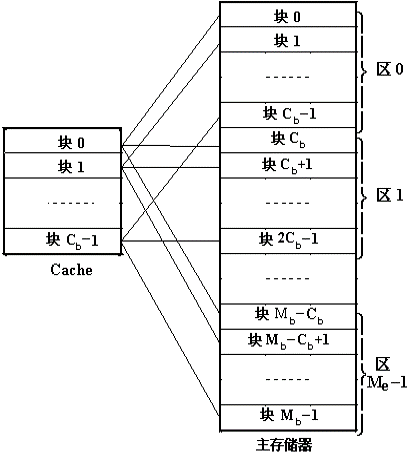 块 0
块 1
块 C_b-1
Cache
块 0
块 1
块 C_b-1
块 C_b
块 C_b+1
块 2C_b-1
块 M_b-C_b
块 M_b-C_b+1
块 M_b-1
主存储器
区 0
区 1
区
Me-1